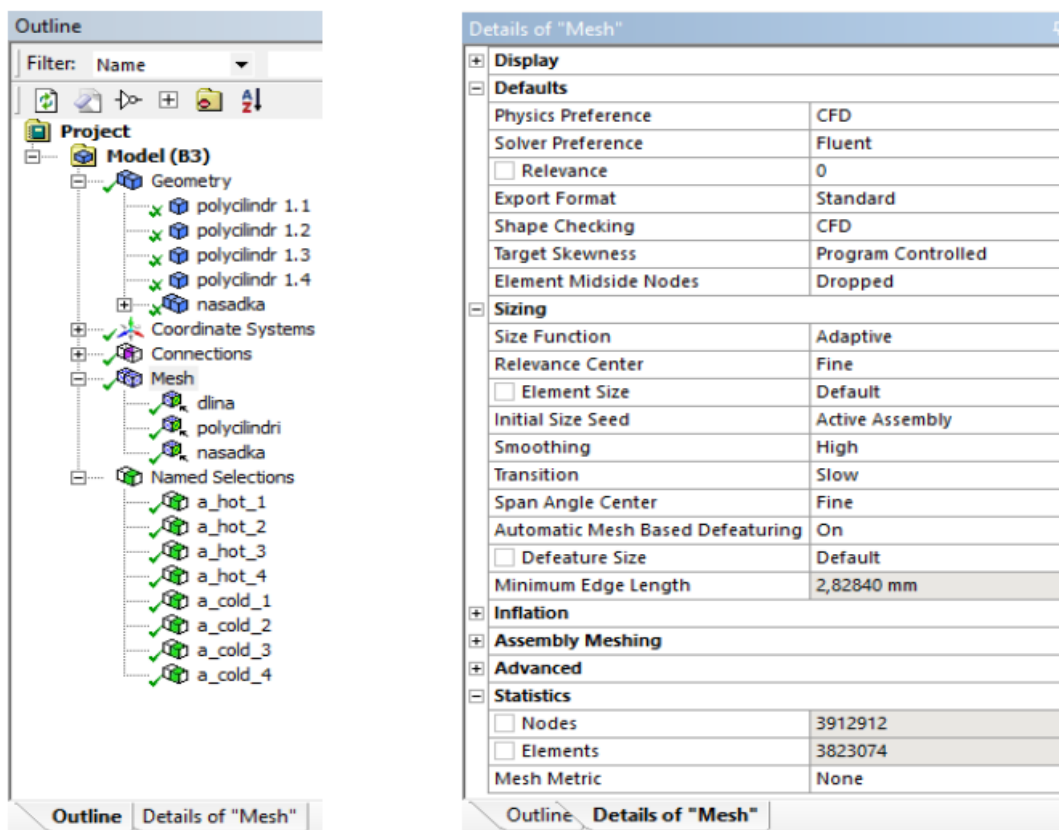 Outline
Filter: Name
Project
Model (B3)
Geometry
polycilindr 1.1
polycilindr 1.2
polycilindr 1.3
polycilindr 1.4
nasadka
Coordinate Systems
Connections
Mesh
dlina
polycilindri
nasadka
Named Selections
a_hot_1
a_hot_2
a_hot_3
a_hot_4
a_cold_1
a_cold_2
a_cold_3
a_cold_4
Outline Details of "Mesh"
Details of "Mesh"
Display
Defaults
Physics Preference CFD
Solver Preference Fluent
Relevance 0
Export Format Standard
Shape Checking CFD
Target Skewness Program Controlled
Element Midside Nodes Dropped
Sizing
Size Function Adaptive
Relevance Center Fine
Element Size Default
Initial Size Seed Active Assembly
Smoothing High
Transition Slow
Span Angle Center Fine
Automatic Mesh Based Defeaturing On
Defeature Size Default
Minimum Edge Length 2,82840 mm
Inflation
Assembly Meshing
Advanced
Statistics
Nodes 3912912
Elements 3823074
Mesh Metric None
Outline Details of "Mesh"